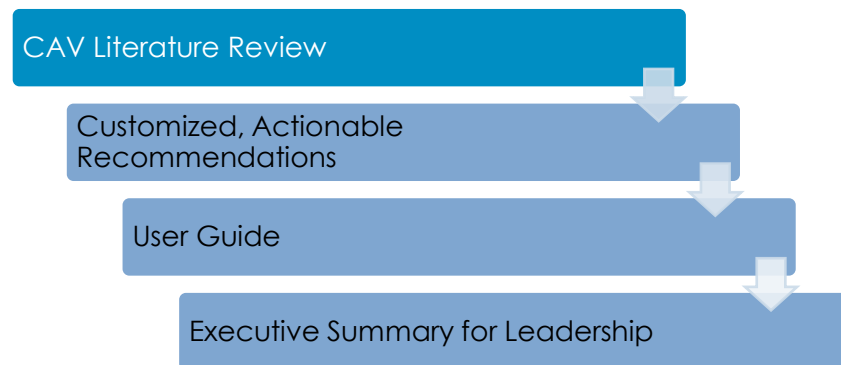 CAV Literature Review
Customized, Actionable
Recommendations
User Guide
Executive Summary for Leadership